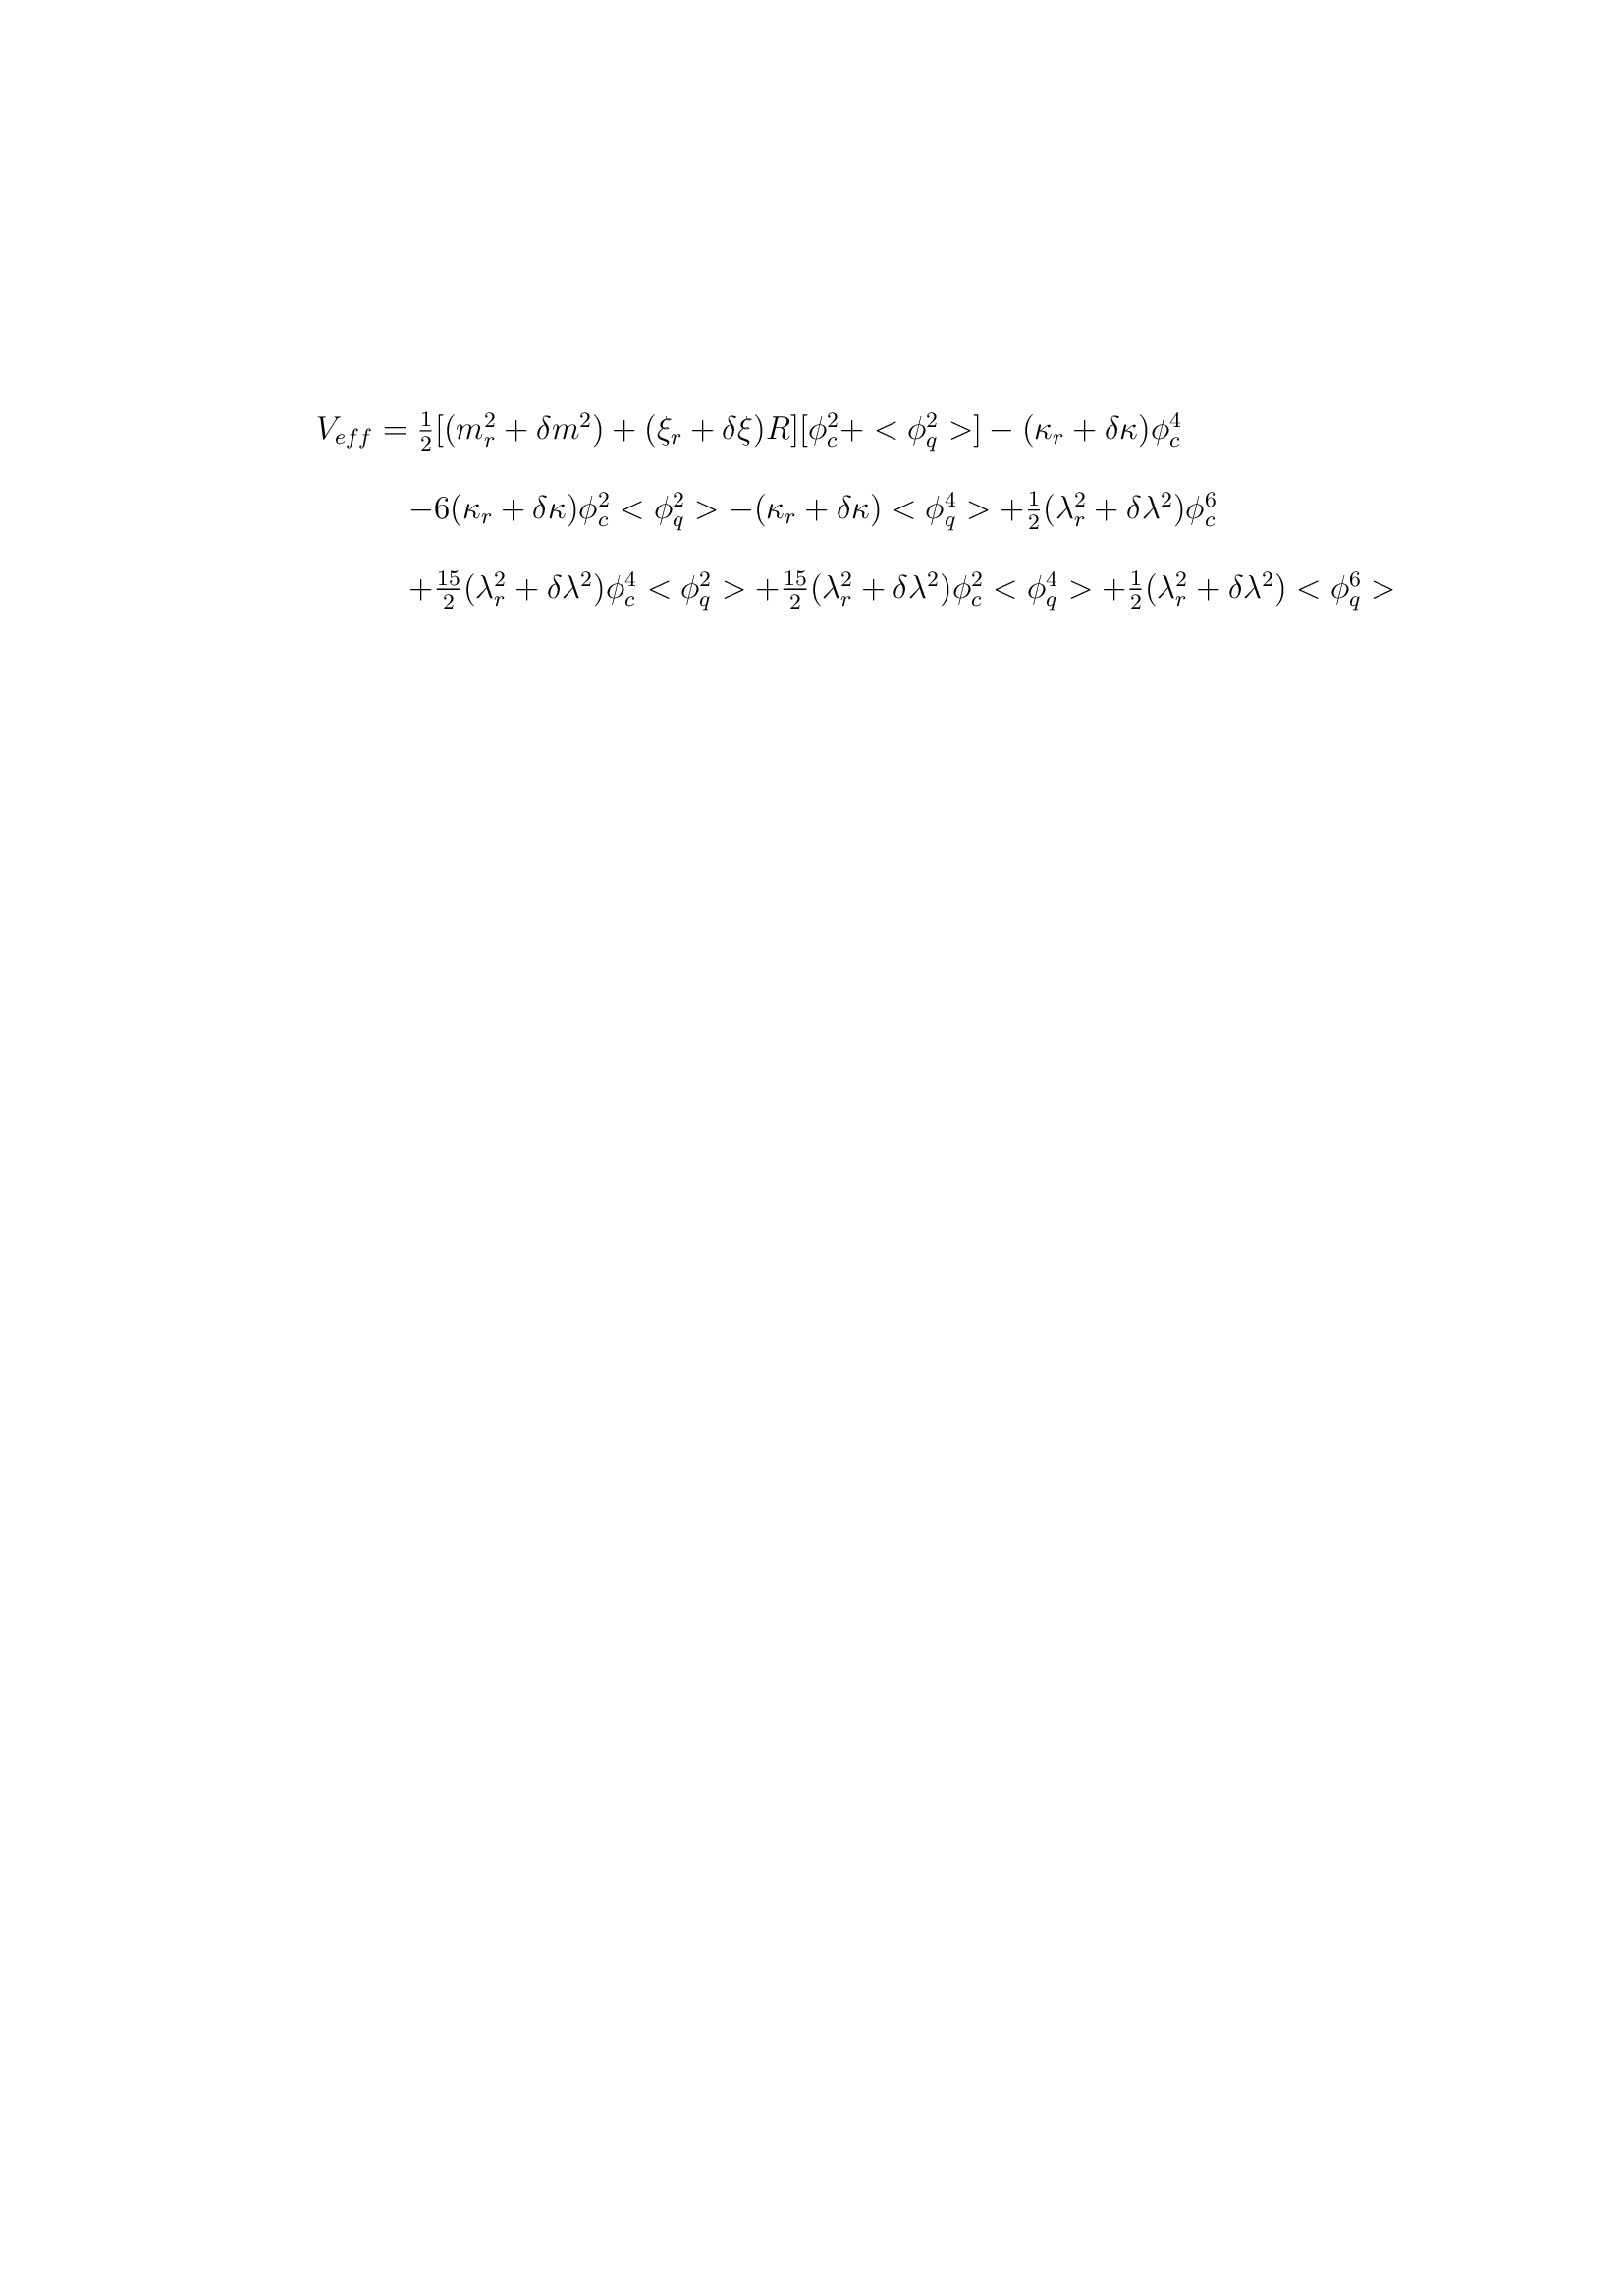 $V_{eff} = \frac{1}{2}[(m_r^2 + \delta m^2) + (\xi_r + \delta\xi)R][\phi_c^2 + <\phi_q^2>] - (\kappa_r + \delta\kappa)\phi_c^4$
$-6(\kappa_r + \delta\kappa)\phi_c^2 <\phi_q^2> -(\kappa_r + \delta\kappa) <\phi_q^4> +\frac{1}{2}(\lambda_r^2 + \delta\lambda^2)\phi_c^6$
$+\frac{15}{2}(\lambda_r^2 + \delta\lambda^2)\phi_c^4 <\phi_q^2> +\frac{15}{2}(\lambda_r^2 + \delta\lambda^2)\phi_c^2 <\phi_q^4> +\frac{1}{2}(\lambda_r^2 + \delta\lambda^2) <\phi_q^6>$